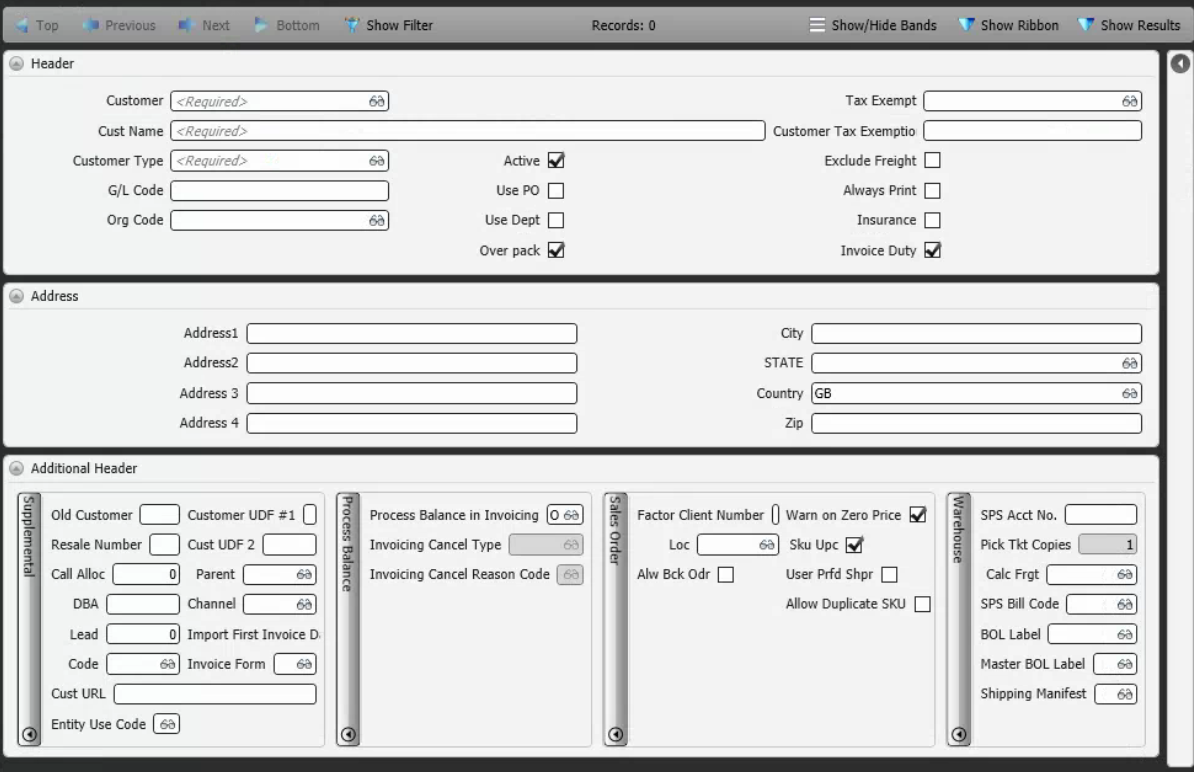 Top Previous Next Bottom Show Filter Records: 0 Show/Hide Bands Show Ribbon Show Results
Header
Customer <Required> Tax Exempt
Cust Name <Required> Customer Tax Exemptio
Customer Type <Required> Active Exclude Freight
G/L Code Use PO Always Print
Org Code Use Dept Insurance
Over pack Invoice Duty
Address
Address1 City
Address2 STATE
Address 3 Country GB
Address 4 Zip
Additional Header
Supplemental
Old Customer Customer UDF #1
Resale Number Cust UDF 2
Call Alloc 0 Parent
DBA Channel
Lead 0 Import First Invoice D
Code Invoice Form
Cust URL
Entity Use Code
Process Balance
Process Balance in Invoicing O
Invoicing Cancel Type
Invoicing Cancel Reason Code
Sales Order
Factor Client Number Warn on Zero Price
Loc Sku Upc
Alw Bck Odr User Prfd Shpr
Allow Duplicate SKU
Warehouse
SPS Acct No.
Pick Tkt Copies 1
Calc Frgt
SPS Bill Code
BOL Label
Master BOL Label
Shipping Manifest